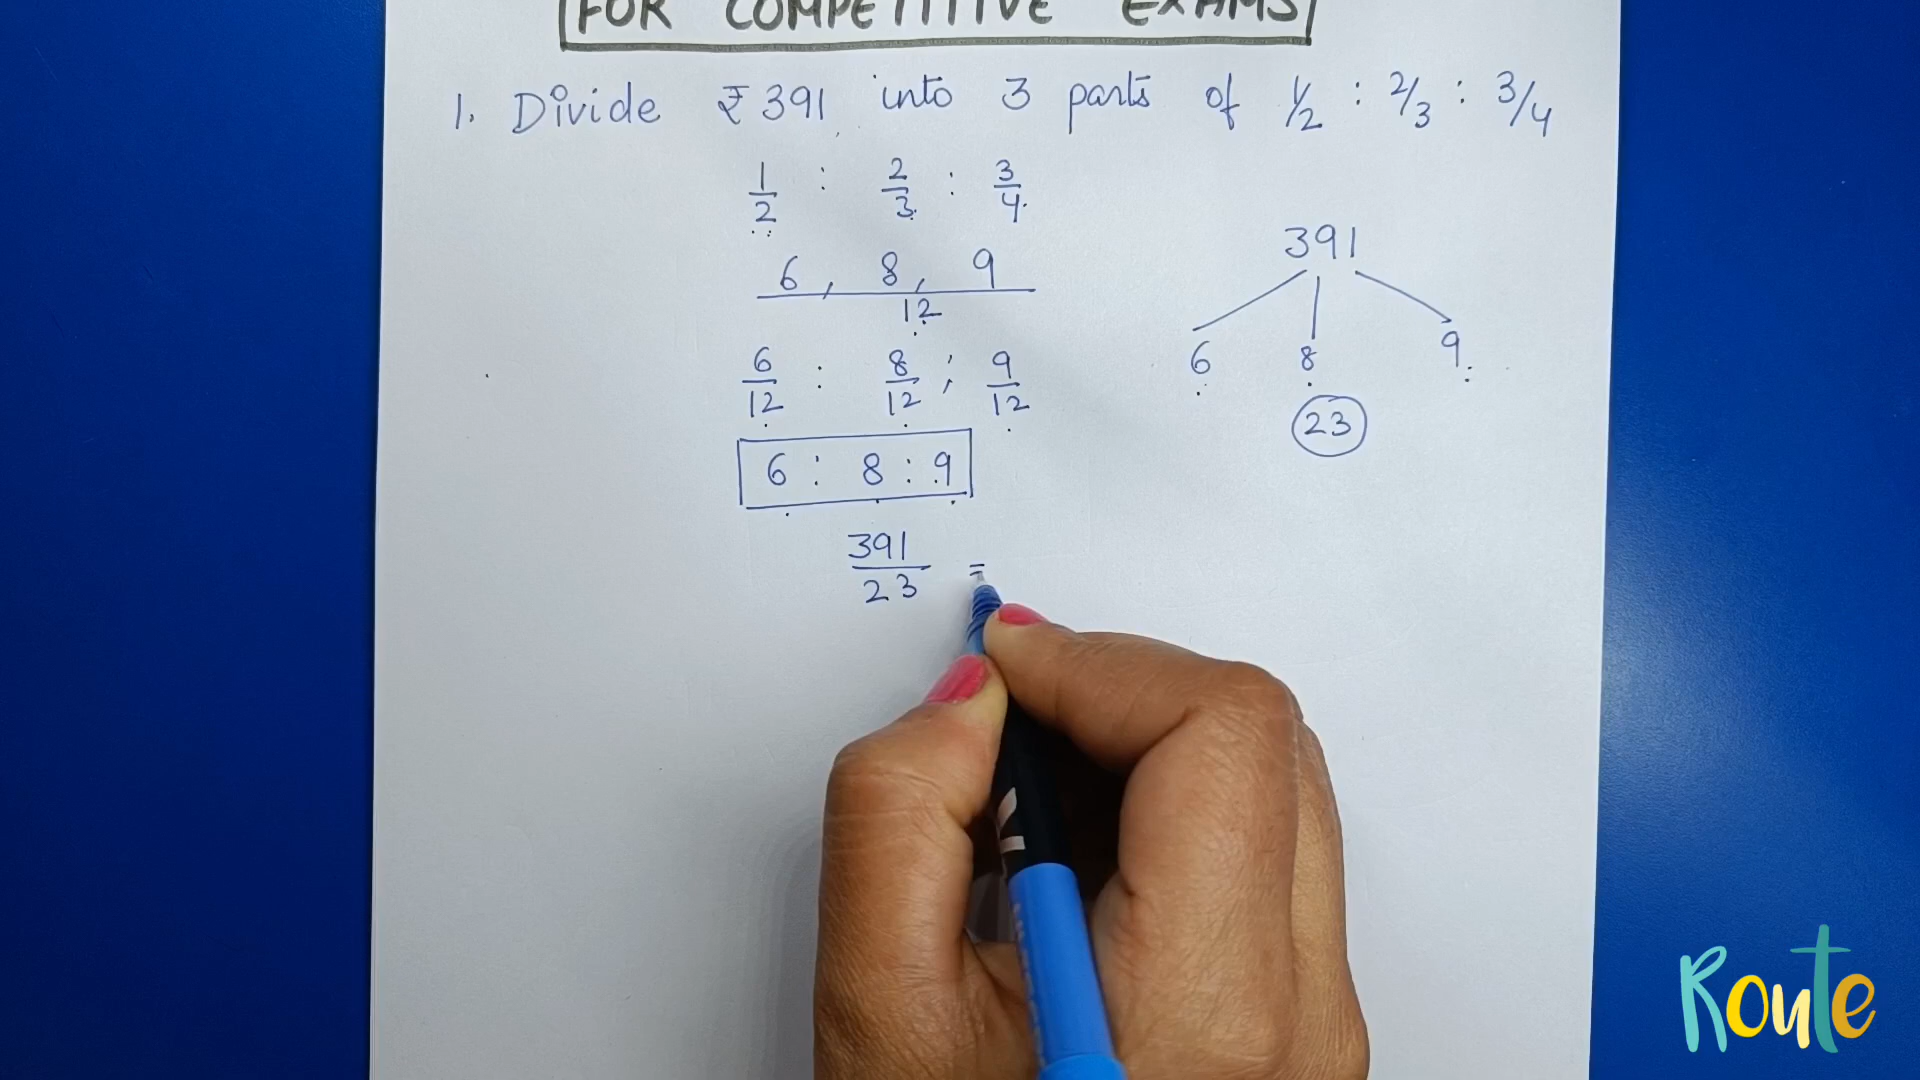 FOR COMPETITIVE EXAMS
1. Divide ₹391 into 3 parts of 1/2 : 2/3 : 3/4
1/2 : 2/3 : 3/4
6, 8, 9
12
6/12 : 8/12 : 9/12
6 : 8 : 9
391/23 =
391
6 8 9
23
Route